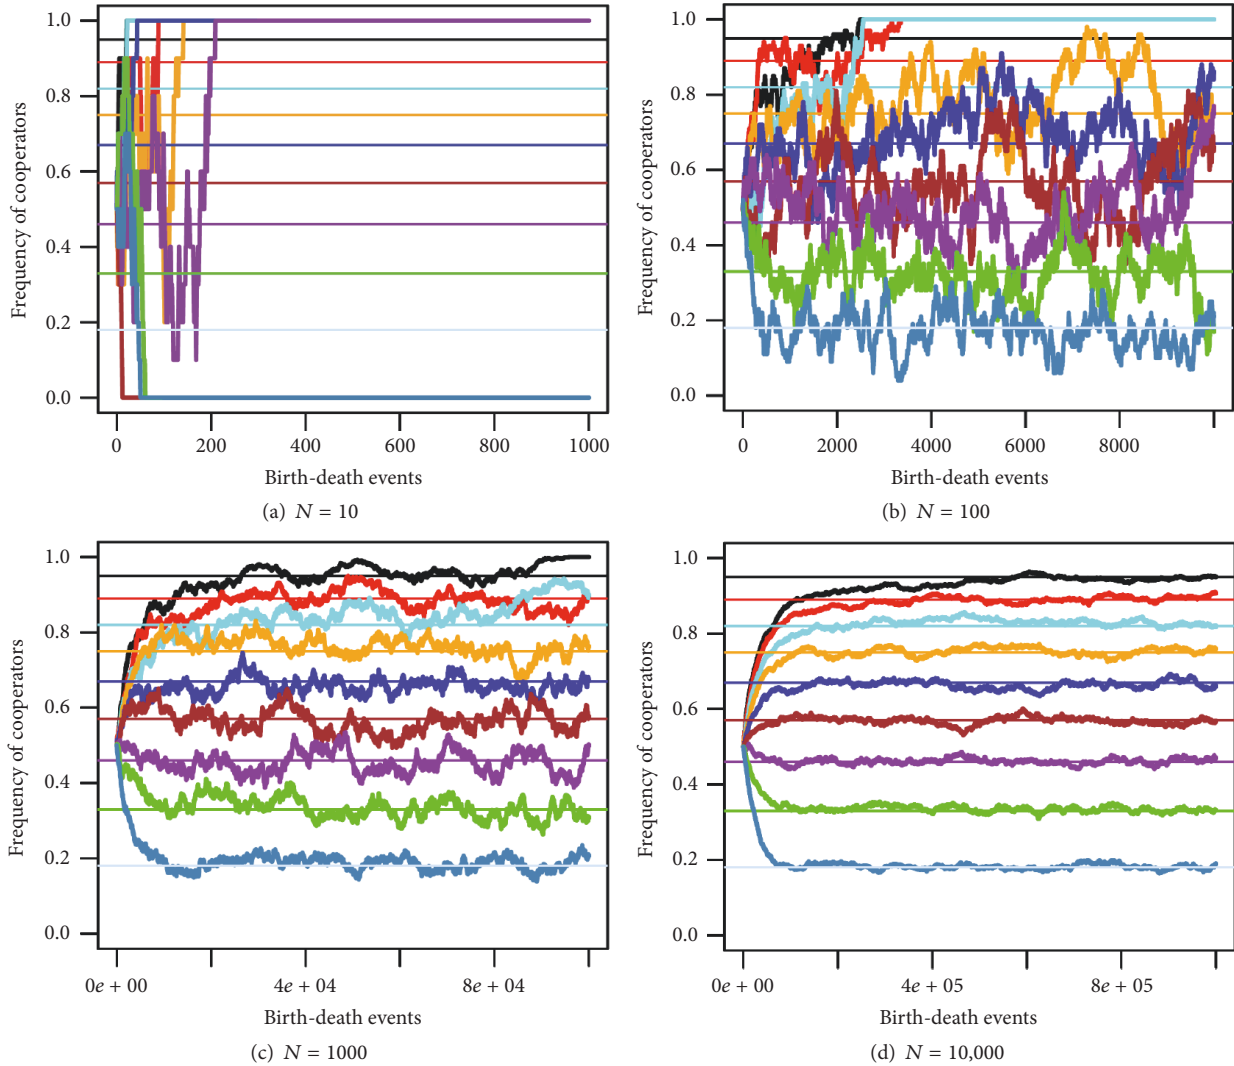 Frequency of cooperators
1.0
0.8
0.6
0.4
0.2
0.0
0 200 400 600 800 1000
Birth-death events
(a) N = 10
Frequency of cooperators
1.0
0.8
0.6
0.4
0.2
0.0
0 2000 4000 6000 8000
Birth-death events
(b) N = 100
Frequency of cooperators
1.0
0.8
0.6
0.4
0.2
0.0
0e + 00 4e + 04 8e + 04
Birth-death events
(c) N = 1000
Frequency of cooperators
1.0
0.8
0.6
0.4
0.2
0.0
0e + 00 4e + 05 8e + 05
Birth-death events
(d) N = 10,000